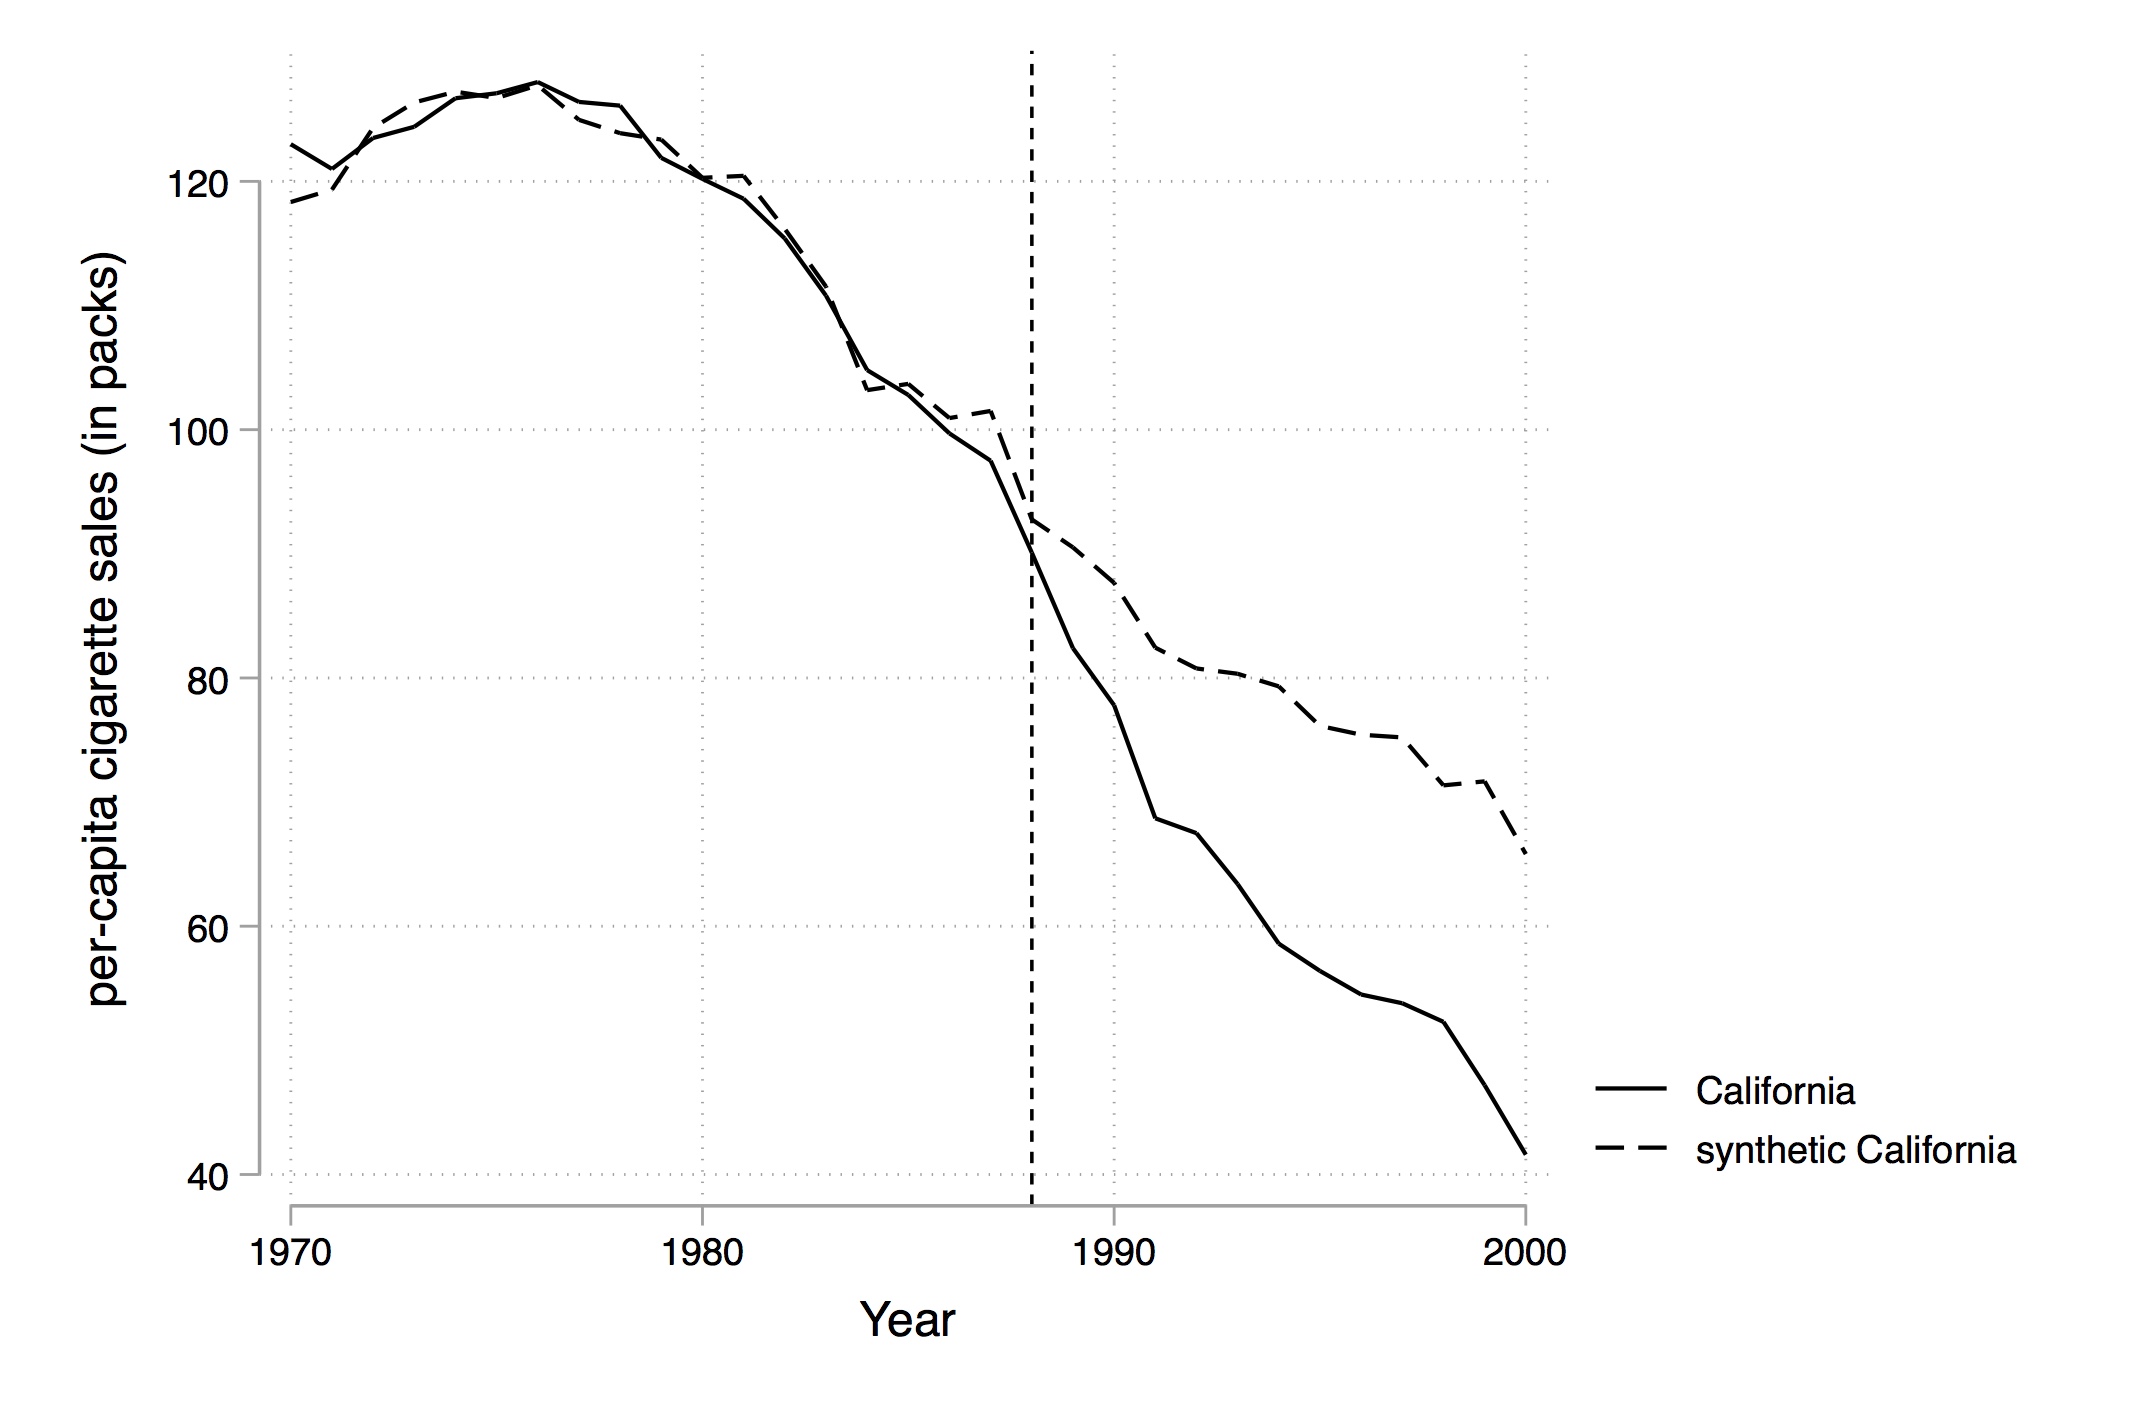 per-capita cigarette sales (in packs)
120
100
80
60
40
1970
1980
1990
2000
Year
California
synthetic California